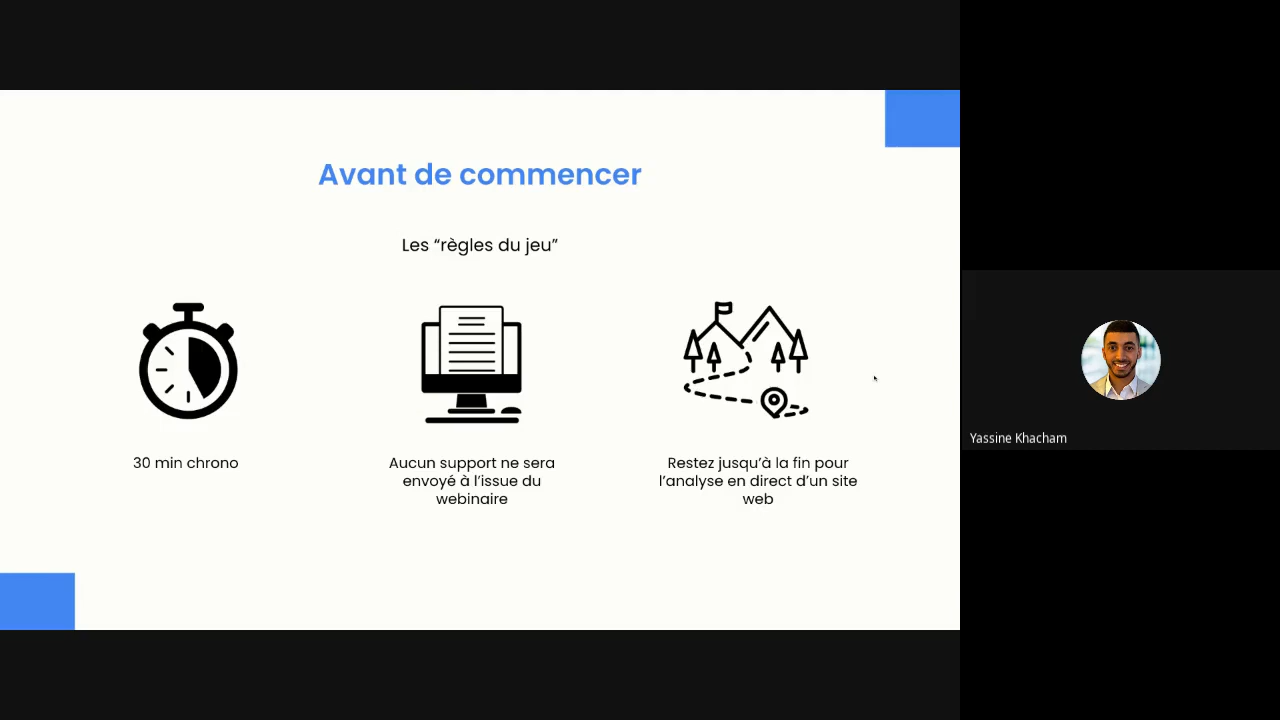 Avant de commencer
Les “règles du jeu”
30 min chrono
Aucun support ne sera
envoyé à l’issue du
webinaire
Restez jusqu’à la fin pour
l’analyse en direct d’un site
web
Yassine Khacham